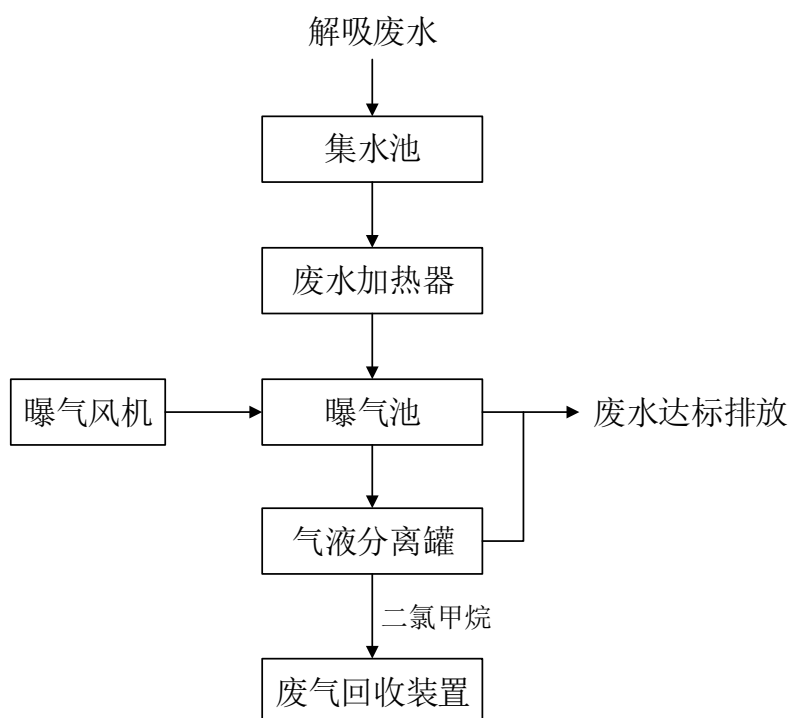 解吸废水
集水池
废水加热器
曝气风机
曝气池
废水达标排放
气液分离罐
二氯甲烷
废气回收装置